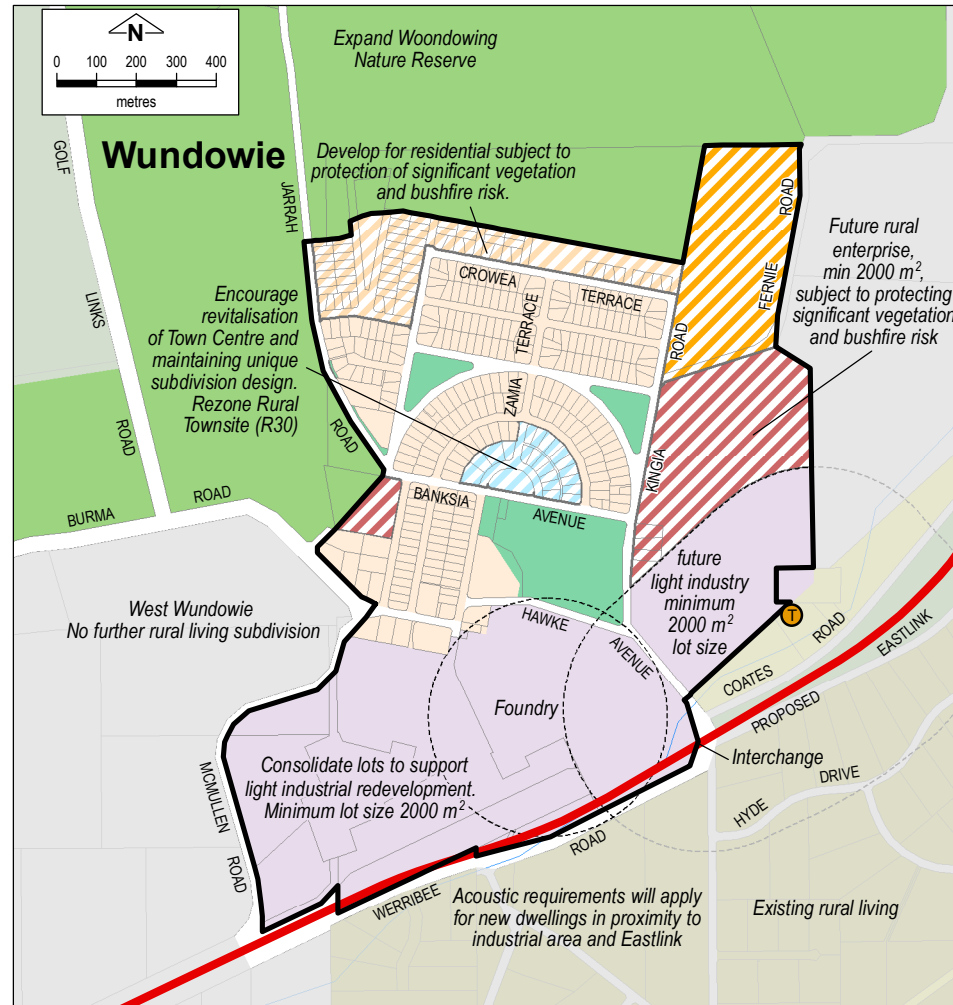 N
0 100 200 300 400
metres
Expand Woondowing
Nature Reserve
Wundowie
Develop for residential subject to
protection of significant vegetation
and bushfire risk.
GOLF
LINKS
ROAD
JARRAH
ROAD
ROAD
FERNIE
Future rural
enterprise,
min 2000 m²,
subject to protecting
significant vegetation
and bushfire risk
Encourage
revitalisation
of Town Centre and
maintaining unique
subdivision design.
Rezone Rural
Townsite (R30)
CROWEA
TERRACE
TERRACE
ZAMIA
ROAD
KINGIA
BANKSIA
AVENUE
BURMA
ROAD
West Wundowie
No further rural living subdivision
future
light industry
minimum
2000 m²
lot size
T
HAWKE
AVENUE
COATES
ROAD
PROPOSED
EASTLINK
Foundry
Interchange
HYDE
DRIVE
MCMULLEN
ROAD
Consolidate lots to support
light industrial redevelopment.
Minimum lot size 2000 m²
WERRIBEE
ROAD
Acoustic requirements will apply
for new dwellings in proximity to
industrial area and Eastlink
Existing rural living